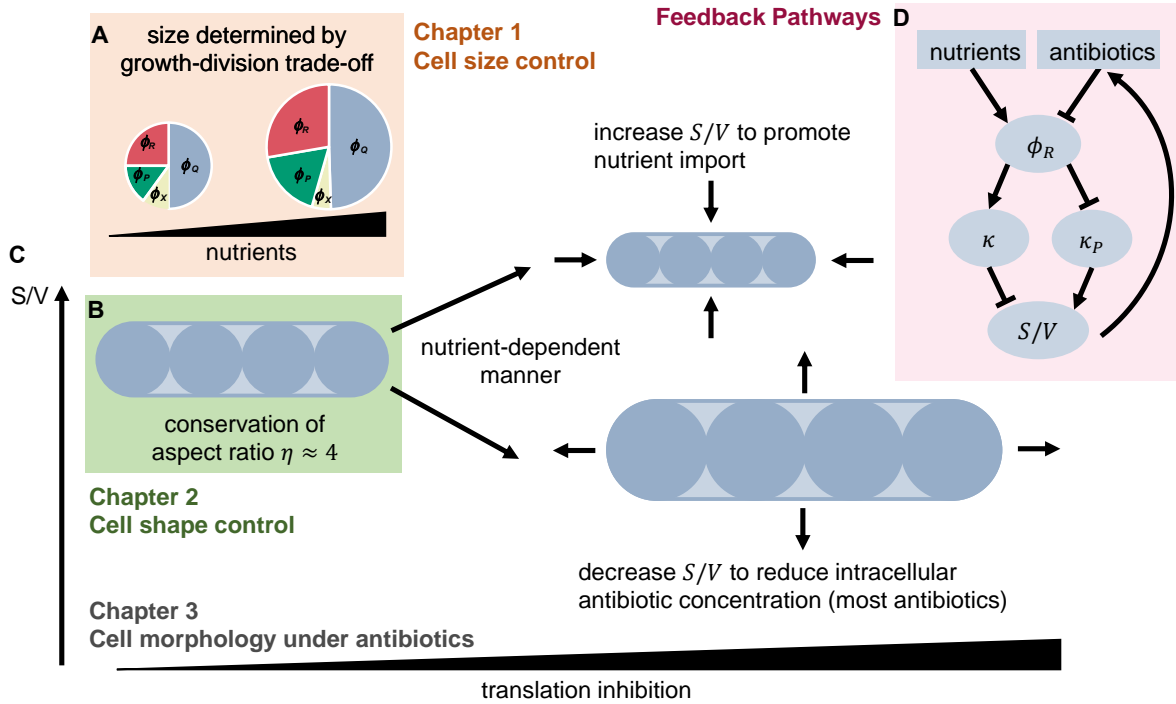 A
size determined by
growth-division trade-off
ϕR
ϕP
ϕX
ϕQ
ϕR
ϕP
ϕX
ϕQ
nutrients
Chapter 1
Cell size control
Feedback Pathways
D
nutrients
antibiotics
ϕR
κ
κP
S/V
increase S/V to promote
nutrient import
C
S/V
B
conservation of
aspect ratio η ≈ 4
nutrient-dependent
manner
Chapter 2
Cell shape control
decrease S/V to reduce intracellular
antibiotic concentration (most antibiotics)
Chapter 3
Cell morphology under antibiotics
translation inhibition